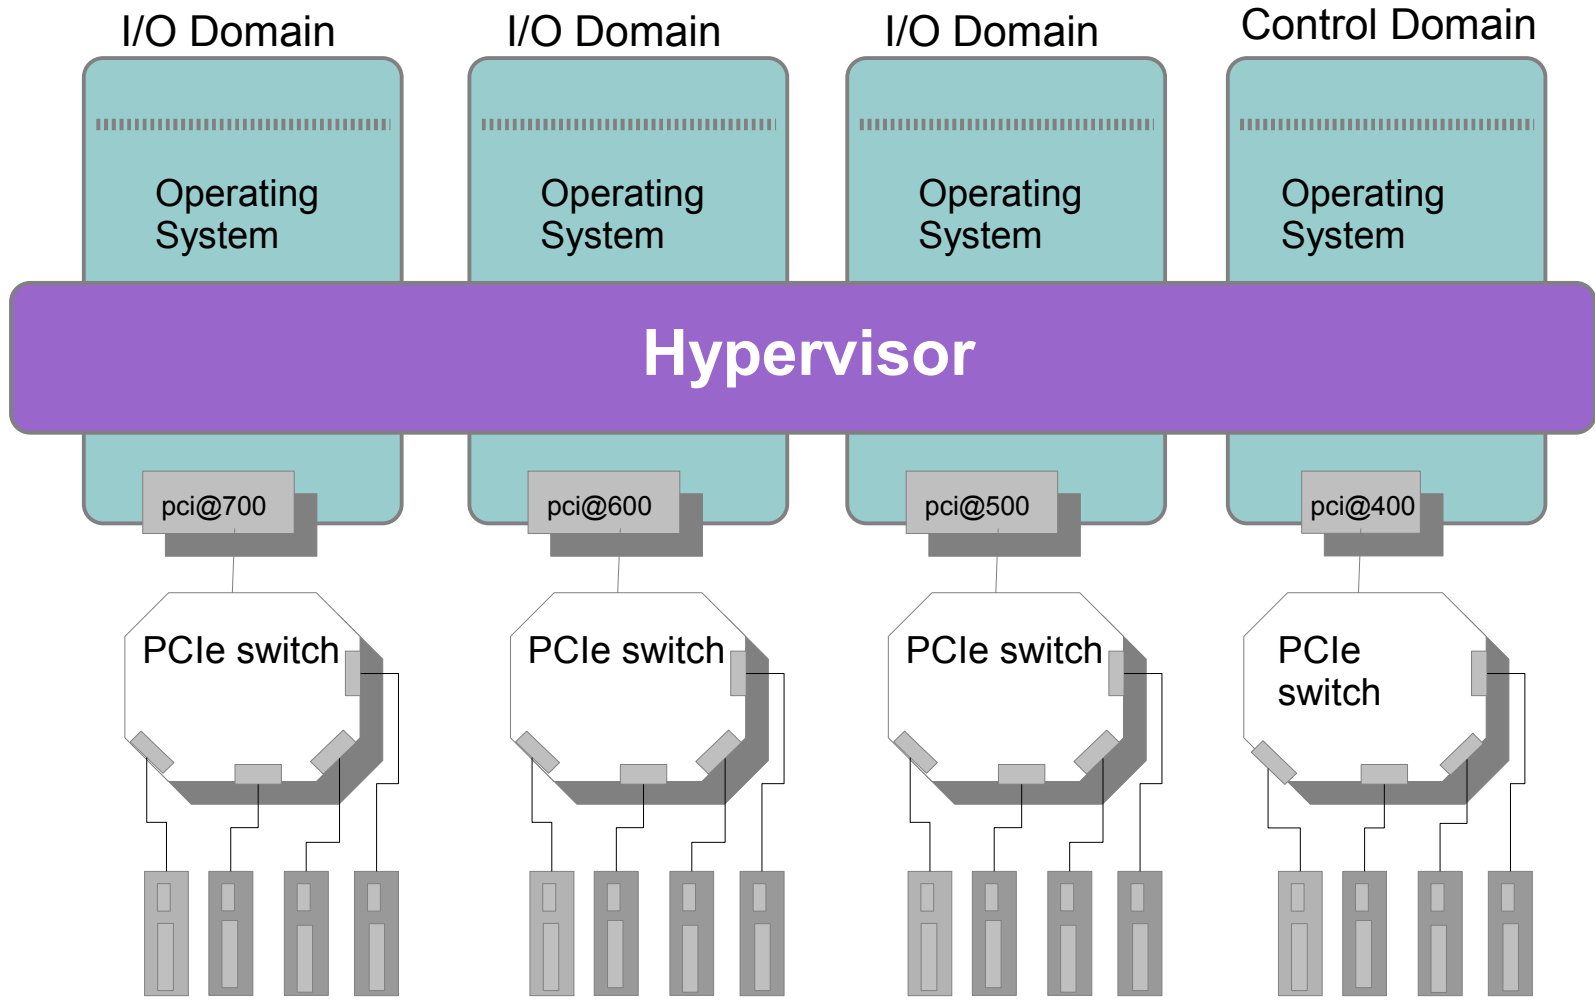 I/O Domain
I/O Domain
I/O Domain
Control Domain
Operating
System
Operating
System
Operating
System
Operating
System
Hypervisor
pci@700
pci@600
pci@500
pci@400
PCIe switch
PCIe switch
PCIe switch
PCIe
switch